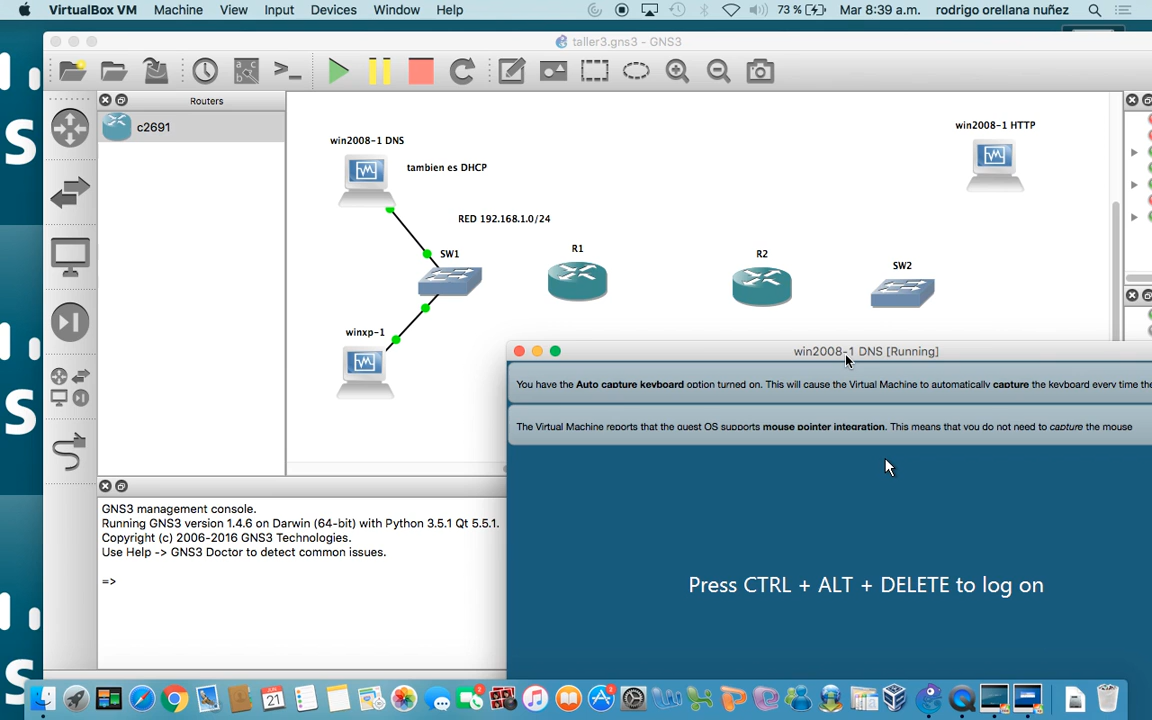 VirtualBox VM Machine View Input Devices Window Help 73 % Mar 8:39 a.m. rodrigo orellana nuñez
taller3.gns3 - GNS3
Routers
c2691
win2008-1 DNS
tambien es DHCP
win2008-1 HTTP
RED 192.168.1.0/24
SW1
R1
R2
SW2
winxp-1
win2008-1 DNS [Running]
You have the Auto capture keyboard option turned on. This will cause the Virtual Machine to automatically capture the keyboard every time the
The Virtual Machine reports that the guest OS supports mouse pointer integration. This means that you do not need to capture the mouse
Press CTRL + ALT + DELETE to log on
GNS3 management console.
Running GNS3 version 1.4.6 on Darwin (64-bit) with Python 3.5.1 Qt 5.5.1.
Copyright (c) 2006-2016 GNS3 Technologies.
Use Help -> GNS3 Doctor to detect common issues.
=>